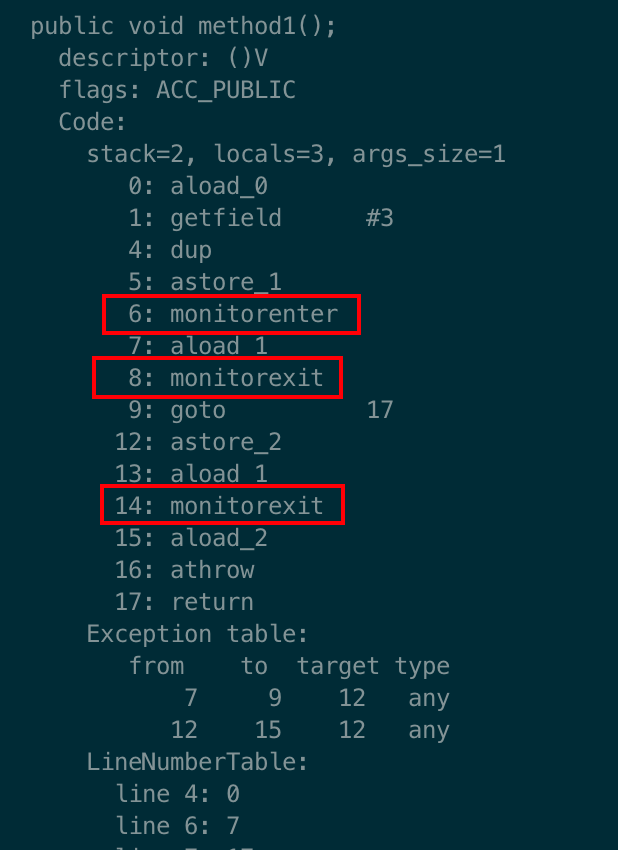 public void method1();
descriptor: ()V
flags: ACC_PUBLIC
Code:
stack=2, locals=3, args_size=1
0: aload_0
1: getfield #3
4: dup
5: astore_1
6: monitorenter
7: aload_1
8: monitorexit
9: goto 17
12: astore_2
13: aload_1
14: monitorexit
15: aload_2
16: athrow
17: return
Exception table:
from to target type
7 9 12 any
12 15 12 any
LineNumberTable:
line 4: 0
line 6: 7